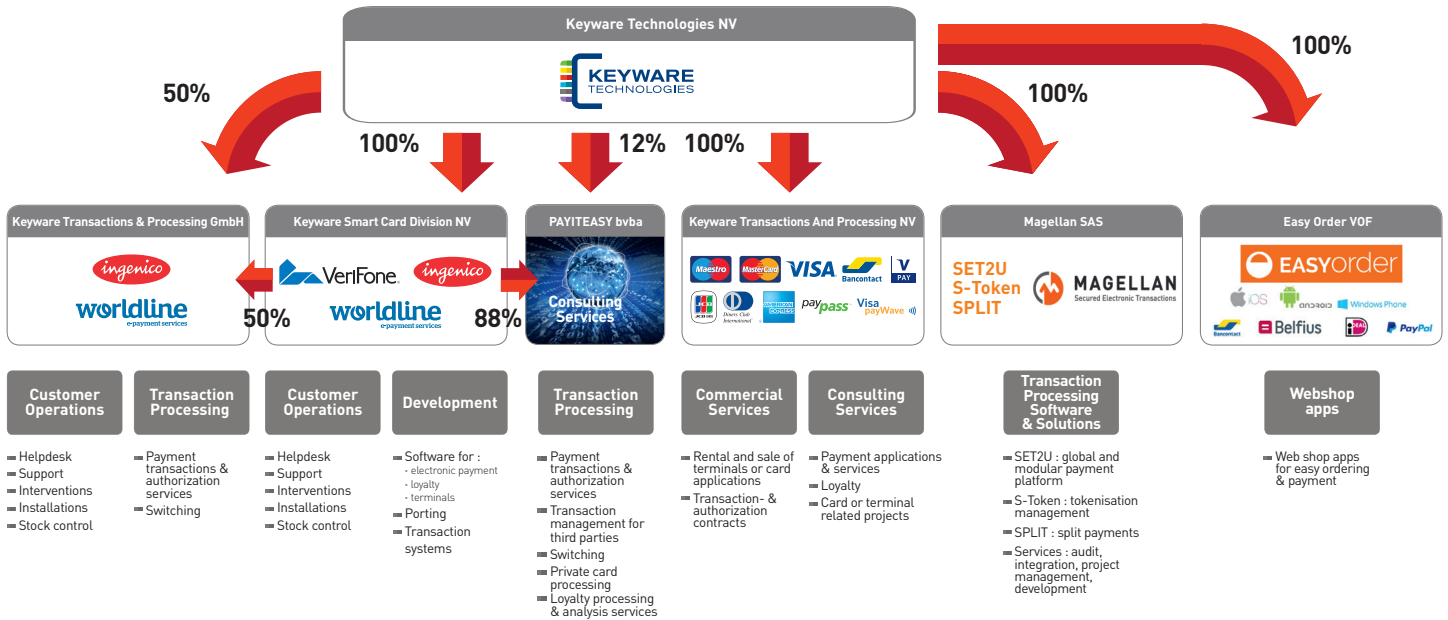 Keyware Technologies NV
KEYWARE
TECHNOLOGIES
50%
100%
12%
100%
100%
100%
Keyware Transactions & Processing GmbH
ingenico
worldline
e-payment services
50%
Keyware Smart Card Division NV
VeriFone.
ingenico
worldline
e-payment services
88%
PAYITEASY bvba
Consulting
Services
Keyware Transactions And Processing NV
Maestro
MasterCard
VISA
Bancontact
V
PAY
JCB
Diners Club
International
AMERICAN
EXPRESS
paypass
Visa
payWave
Magellan SAS
SET2U
S-Token
SPLIT
MAGELLAN
Secured Electronic Transactions
Easy Order VOF
EASYorder
iOS
ANDROID
Windows Phone
Bancontact
Belfius
iDEAL
PayPal
Customer
Operations
Helpdesk
Support
Interventions
Installations
Stock control
Transaction
Processing
Payment
transactions &
authorization
services
Switching
Customer
Operations
Helpdesk
Support
Interventions
Installations
Stock control
Development
Software for :
- electronic payment
- loyalty
- terminals
Porting
Transaction
systems
Transaction
Processing
Payment
transactions &
authorization
services
Transaction
management for
third parties
Switching
Private card
processing
Loyalty processing
& analysis services
Commercial
Services
Rental and sale of
terminals or card
applications
Transaction- &
authorization
contracts
Consulting
Services
Payment applications
& services
Loyalty
Card or terminal
related projects
Transaction
Processing
Software
& Solutions
SET2U : global and
modular payment
platform
S-Token : tokenisation
management
SPLIT : split payments
Services : audit,
integration, project
management,
development
Webshop
apps
Web shop apps
for easy ordering
& payment